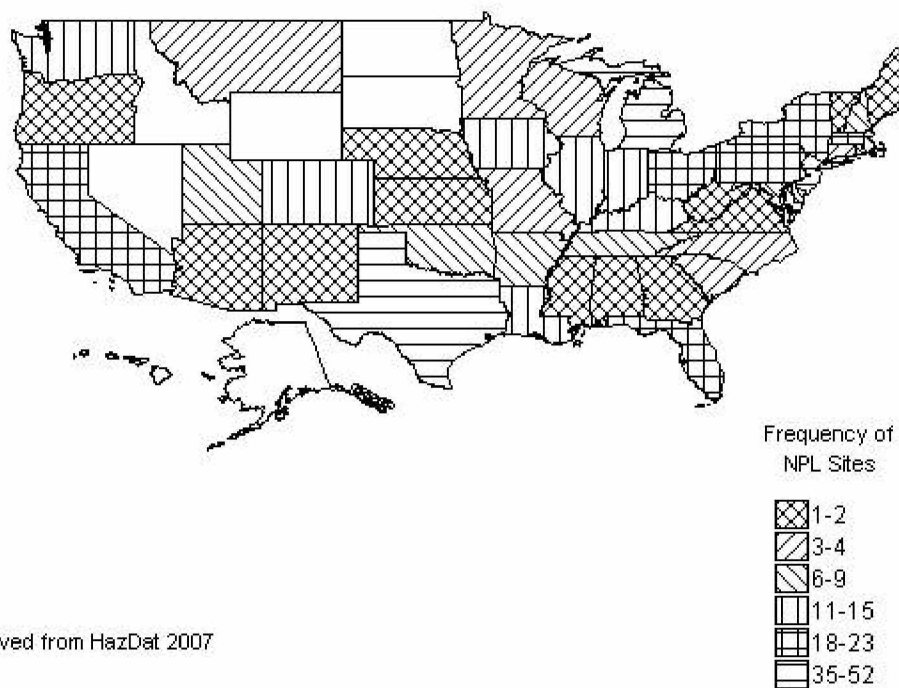 Frequency of
NPL Sites
1-2
3-4
6-9
11-15
18-23
35-52
ved from HazDat 2007